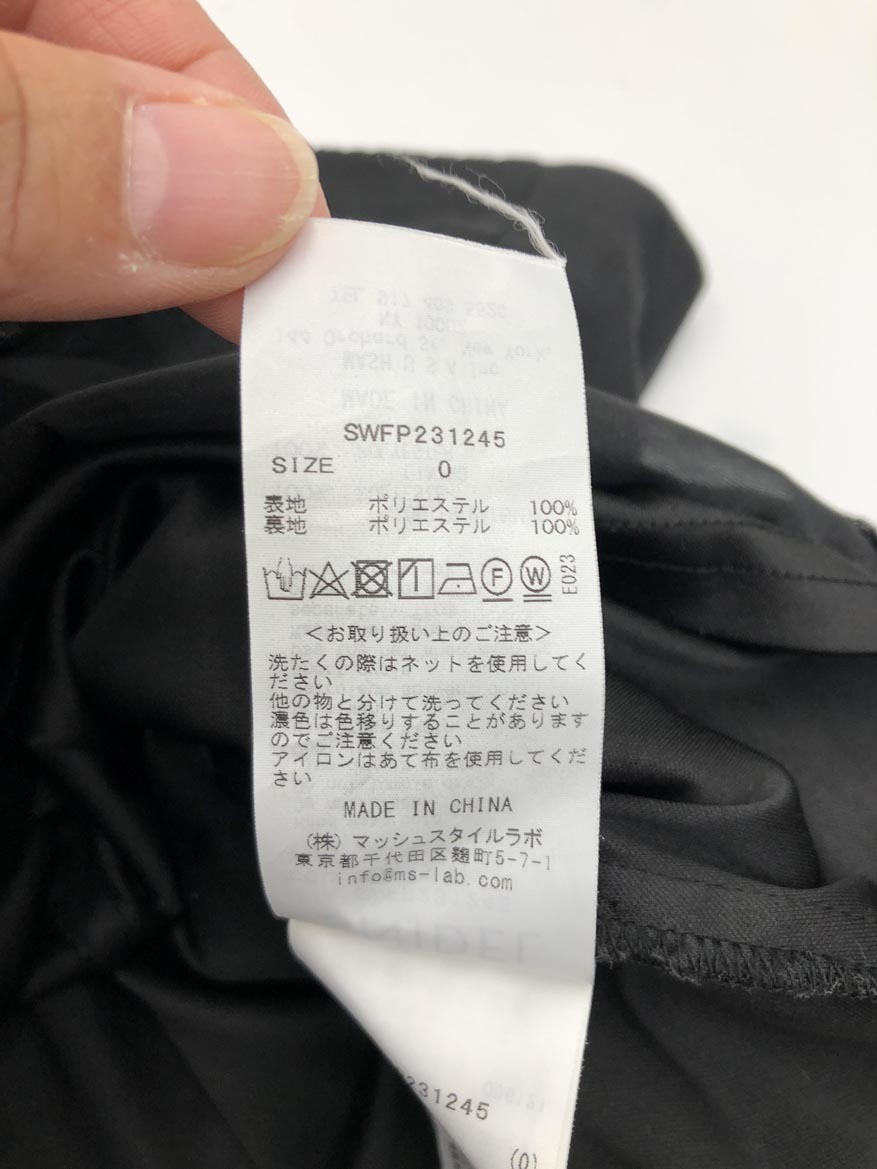 SWFP231245
SIZE 0
表地 ポリエステル 100%
裏地 ポリエステル 100%
F W E023
<お取り扱い上のご注意>
洗たくの際はネットを使用してく
ださい
他の物と分けて洗ってください
濃色は色移りすることがあります
のでご注意ください
アイロンはあて布を使用してくだ
さい
MADE IN CHINA
(株)マッシュスタイルラボ
東京都千代田区麹町5-7-1
info@ms-lab.com
231245
(0)